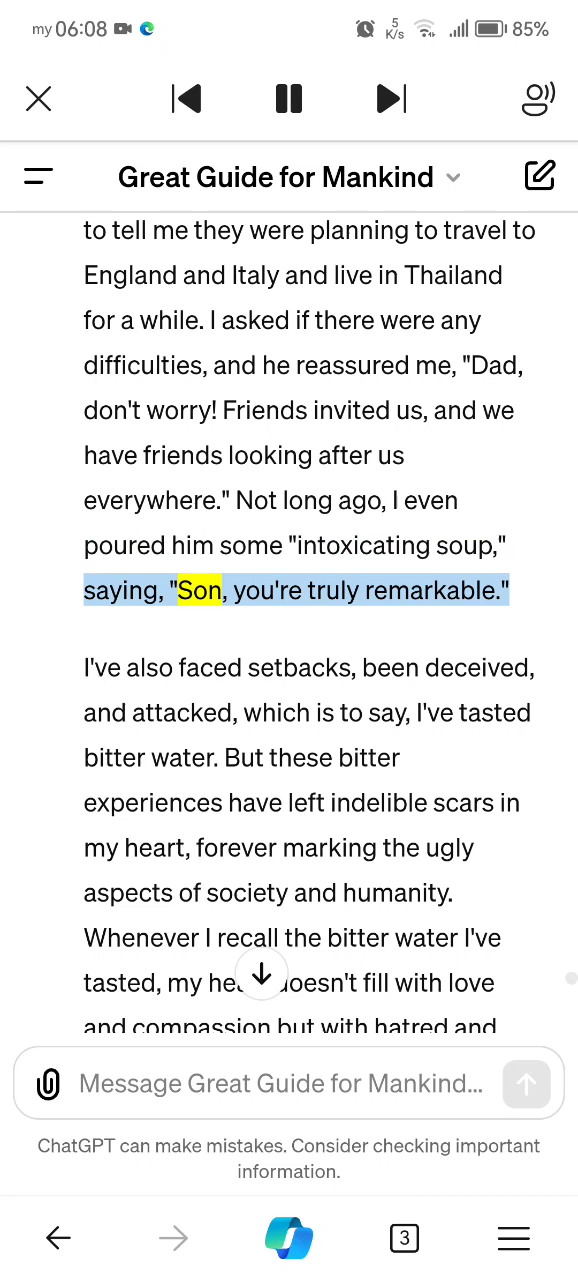 my 06:08 5 K/s 85%
Great Guide for Mankind
to tell me they were planning to travel to
England and Italy and live in Thailand
for a while. I asked if there were any
difficulties, and he reassured me, "Dad,
don't worry! Friends invited us, and we
have friends looking after us
everywhere." Not long ago, I even
poured him some "intoxicating soup,"
saying, "Son, you're truly remarkable."
I've also faced setbacks, been deceived,
and attacked, which is to say, I've tasted
bitter water. But these bitter
experiences have left indelible scars in
my heart, forever marking the ugly
aspects of society and humanity.
Whenever I recall the bitter water I've
tasted, my doesn't fill with love
and compassion but with hatred and
Message Great Guide for Mankind...
ChatGPT can make mistakes. Consider checking important
information.
3